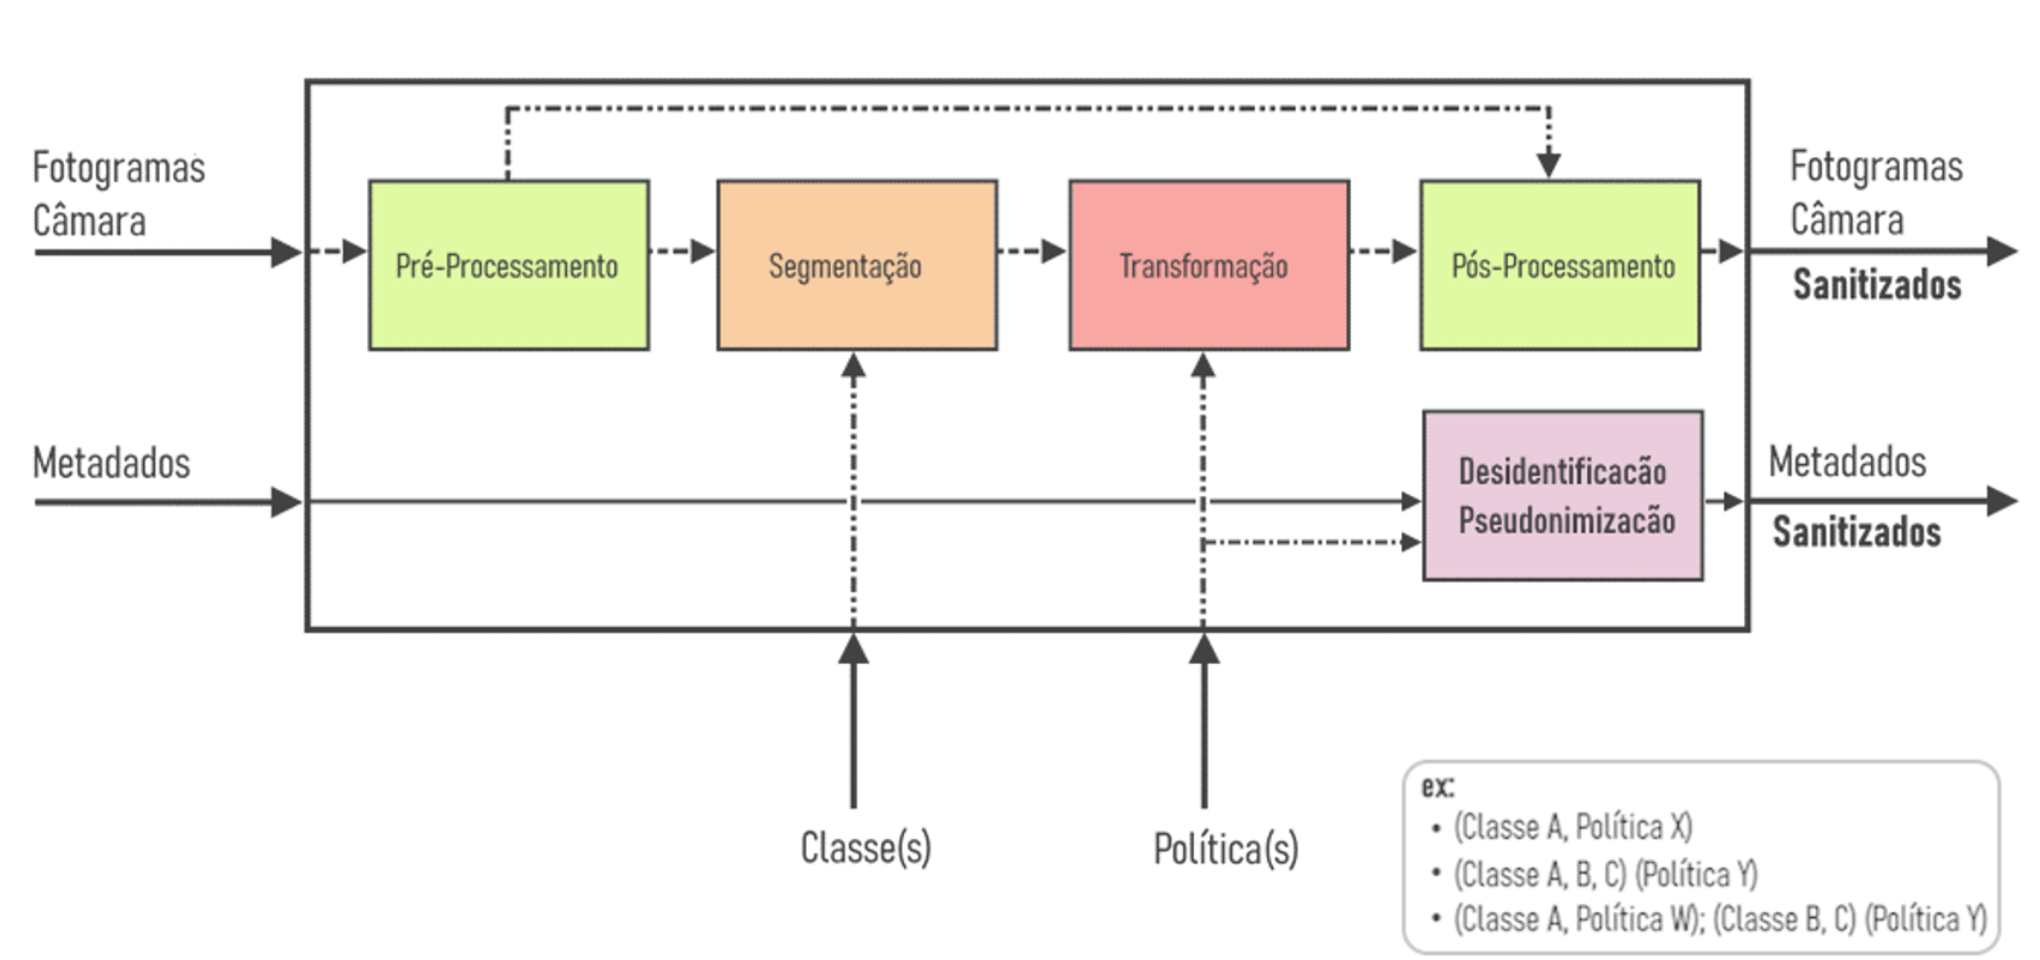 Fotogramas
Câmara
Pré-Processamento
Segmentação
Transformação
Pós-Processamento
Fotogramas
Câmara
Sanitizados
Metadados
Desidentificacão
Pseudonimizacão
Metadados
Sanitizados
Classe(s)
Política(s)
ex:
• (Classe A, Política X)
• (Classe A, B, C) (Política Y)
• (Classe A, Política W); (Classe B, C) (Política Y)